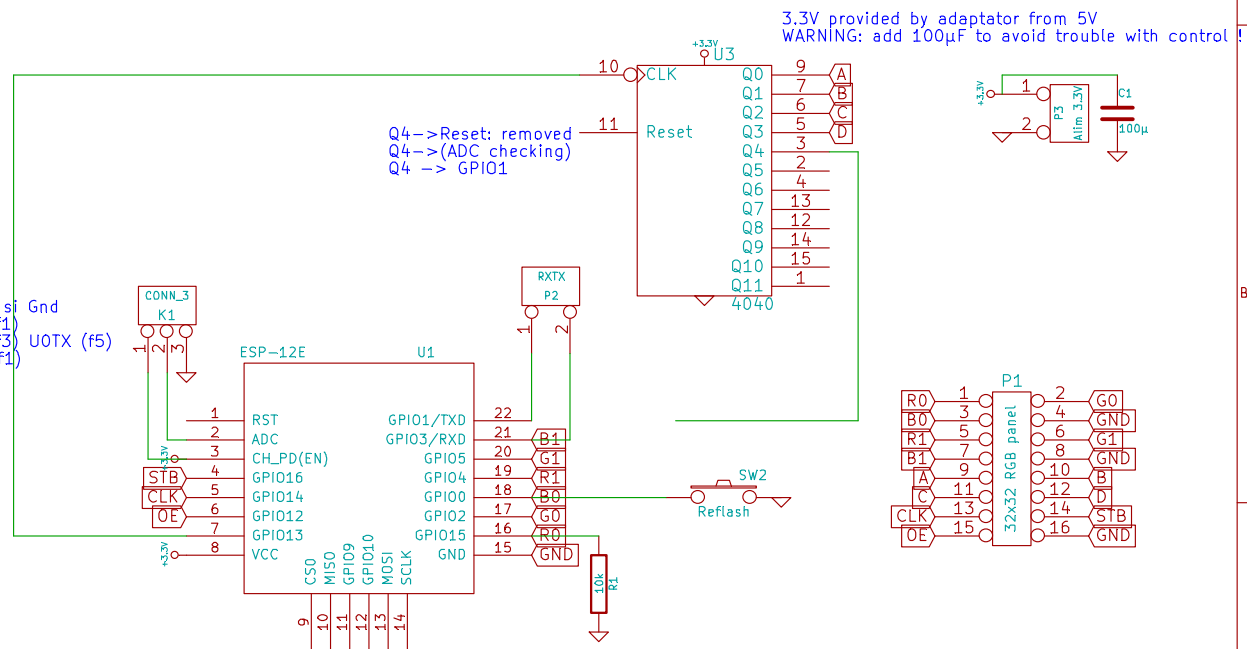 3.3V provided by adaptator from 5V
WARNING: add 100µF to avoid trouble with control !
+3.3V
U3
10
CLK
11
Reset
Q0 9 A
Q1 7 B
Q2 6 C
Q3 5 D
Q4 3
Q5 2
Q6 4
Q7 13
Q8 12
Q9 14
Q10 15
Q11 1
4040
Q4->Reset: removed
Q4->(ADC checking)
Q4 -> GPIO1
+3.3V
1
2
P3
Alim 3.3V
C1
100µ
B
si Gnd
f1)
f3) U0TX (f5)
f1)
CONN_3
K1
1
2
3
RXTX
P2
1
2
ESP-12E
U1
1 RST
2 ADC
+3.3V
3 CH_PD(EN)
STB 4 GPIO16
CLK 5 GPIO14
OE 6 GPIO12
7 GPIO13
+3.3V
8 VCC
GPIO1/TXD 22
GPIO3/RXD 21 B1
GPIO5 20 G1
GPIO4 19 R1
GPIO0 18 B0
GPIO2 17 G0
GPIO15 16 R0
GND 15 GND
CS0
MISO
GPIO9
GPIO10
MOSI
SCLK
9
10
11
12
13
14
SW2
Reflash
10k
R1
P1
32x32 RGB panel
R0 1 2 G0
B0 3 4 GND
R1 5 6 G1
B1 7 8 GND
A 9 10 B
C 11 12 D
CLK 13 14 STB
OE 15 16 GND